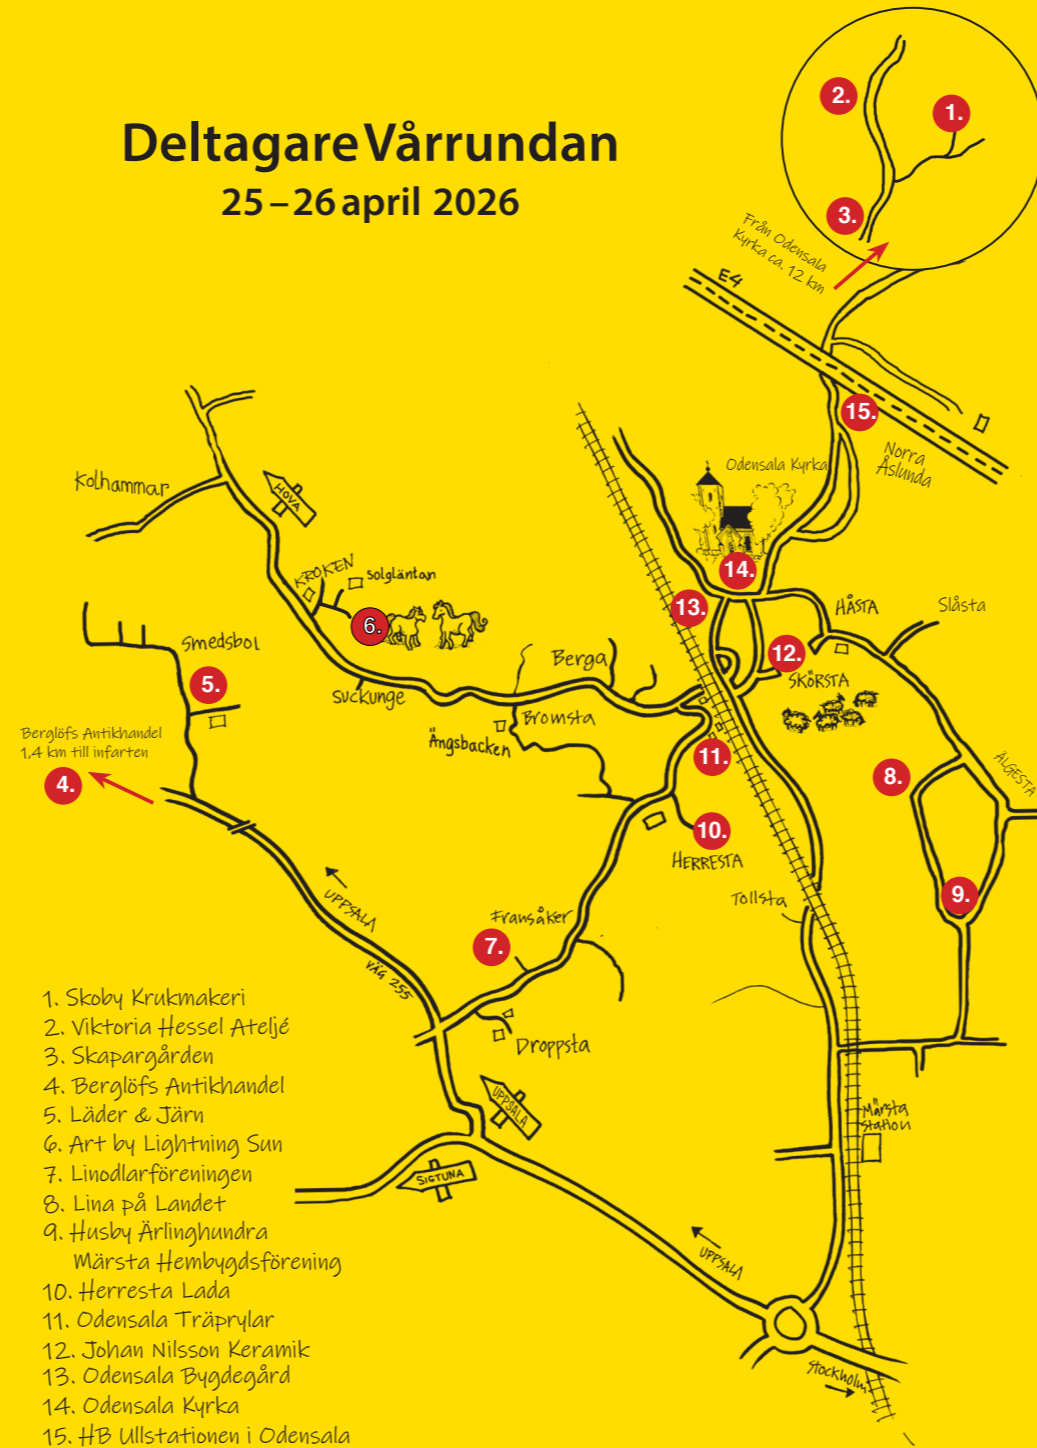 Deltagare Vårrundan
25–26 april 2026
2.
1.
3.
Från Odensala
Kyrka ca. 12 km
E4
15.
Norra
Åslunda
Odensala Kyrka
Kolhammar
HOVA
KROKEN
Solgläntan
14.
13.
HÅSTA
Slåsta
6.
Smedsbol
Berga
12.
SKÖRSTA
5.
Suckunge
Bromsta
Ängsbacken
Berglöfs Antikhandel
1,4 km till infarten
4.
11.
8.
ÄLGESTA
10.
HERRESTA
UPPSALA
Tollsta
9.
Fransåker
7.
VÄG 255
Droppsta
UPPSALA
Märsta
Station
SIGTUNA
UPPSALA
Stockholm
1. Skoby Krukmakeri
2. Viktoria Hessel Ateljé
3. Skapargården
4. Berglöfs Antikhandel
5. Läder & Järn
6. Art by Lightning Sun
7. Linodlarföreningen
8. Lina på Landet
9. Husby Ärlinghundra
Märsta Hembygdsförening
10. Herresta Lada
11. Odensala Träprylar
12. Johan Nilsson Keramik
13. Odensala Bygdegård
14. Odensala Kyrka
15. HB Ullstationen i Odensala